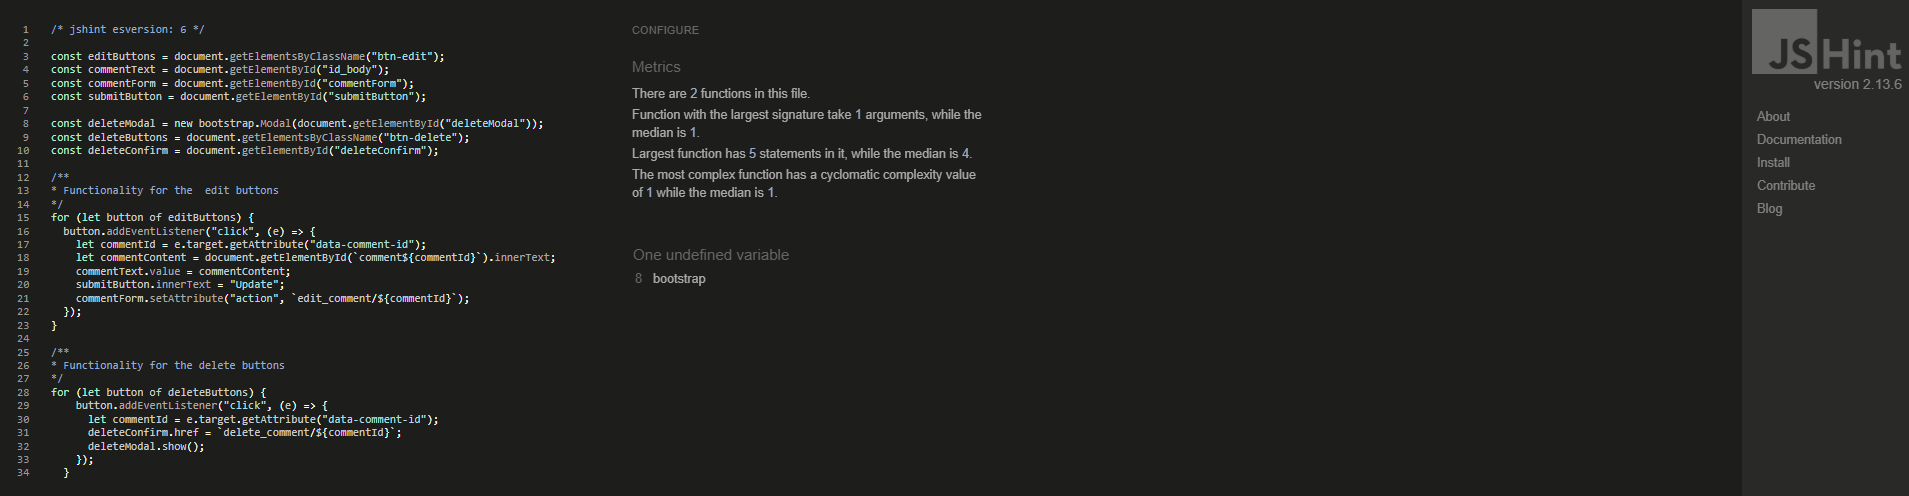 1 /* jshint esversion: 6 */
2
3 const editButtons = document.getElementsByClassName("btn-edit");
4 const commentText = document.getElementById("id_body");
5 const commentForm = document.getElementById("commentForm");
6 const submitButton = document.getElementById("submitButton");
7
8 const deleteModal = new bootstrap.Modal(document.getElementById("deleteModal"));
9 const deleteButtons = document.getElementsByClassName("btn-delete");
10 const deleteConfirm = document.getElementById("deleteConfirm");
11
12 /**
13 * Functionality for the  edit buttons
14 */
15 for (let button of editButtons) {
16   button.addEventListener("click", (e) => {
17     let commentId = e.target.getAttribute("data-comment-id");
18     let commentContent = document.getElementById(`comment${commentId}`).innerText;
19     commentText.value = commentContent;
20     submitButton.innerText = "Update";
21     commentForm.setAttribute("action", `edit_comment/${commentId}`);
22   });
23 }
24
25 /**
26 * Functionality for the delete buttons
27 */
28 for (let button of deleteButtons) {
29     button.addEventListener("click", (e) => {
30       let commentId = e.target.getAttribute("data-comment-id");
31       deleteConfirm.href = `delete_comment/${commentId}`;
32       deleteModal.show();
33     });
34   }
CONFIGURE
Metrics
There are 2 functions in this file.
Function with the largest signature take 1 arguments, while the
median is 1.
Largest function has 5 statements in it, while the median is 4.
The most complex function has a cyclomatic complexity value
of 1 while the median is 1.
One undefined variable
8 bootstrap
JSHint
version 2.13.6
About
Documentation
Install
Contribute
Blog